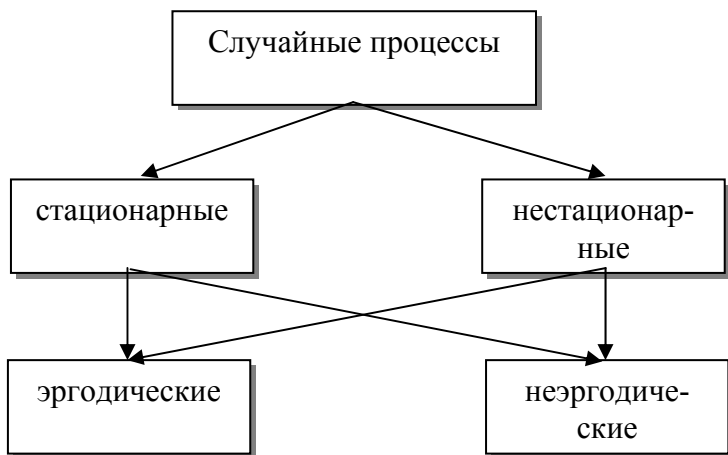 Случайные процессы
стационарные
нестационар-
ные
эргодические
неэргодиче-
ские